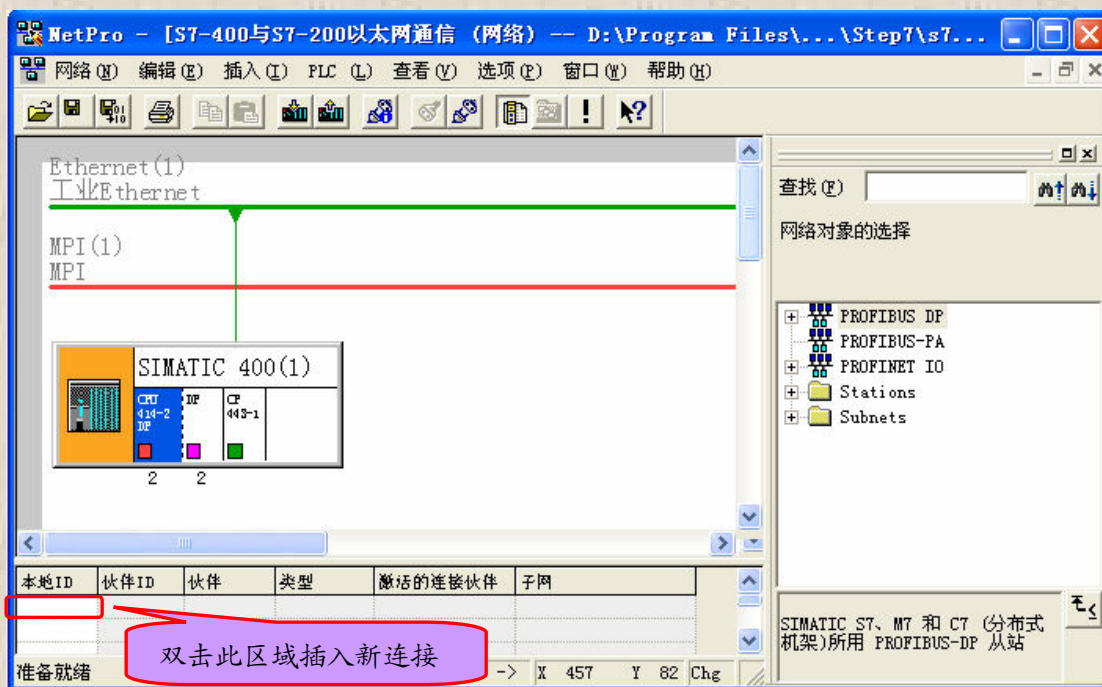 NetPro - [S7-400与S7-200以太网通信 (网络) -- D:\Program Files\...\Step7\s7...
网络(N) 编辑(E) 插入(I) PLC (L) 查看(V) 选项(P) 窗口(W) 帮助(H)
Ethernet(1)
工业Ethernet
MPI(1)
MPI
SIMATIC 400(1)
CPU 414-2 DP
DP
CP 443-1
2 2
查找(F)
网络对象的选择
PROFIBUS DP
PROFIBUS-PA
PROFINET IO
Stations
Subnets
本地ID 伙伴ID 伙伴 类型 激活的连接伙伴 子网
双击此区域插入新连接
SIMATIC S7、M7 和 C7 (分布式
机架)所用 PROFIBUS-DP 从站
准备就绪 -> X 457 Y 82 Chg